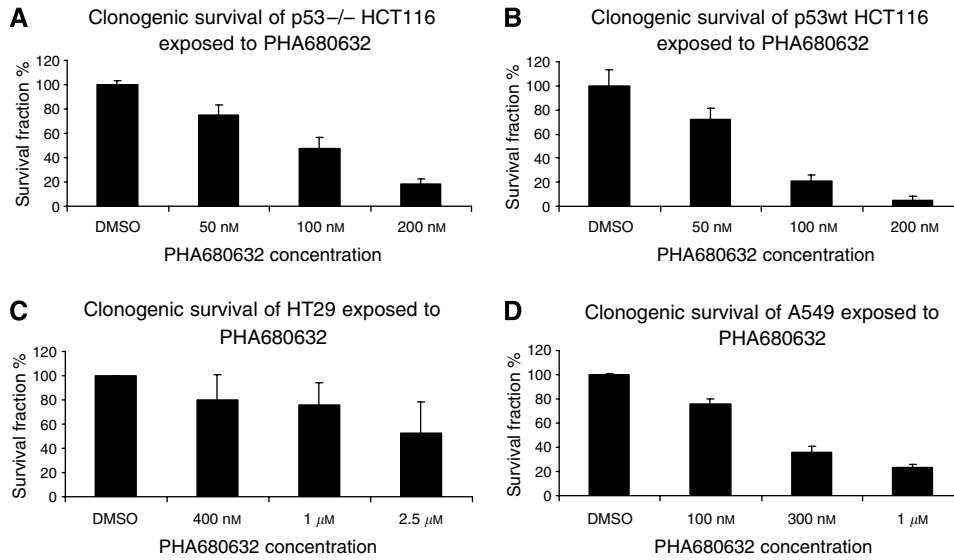 A
Clonogenic survival of p53−/− HCT116
exposed to PHA680632
Survival fraction %
120
100
80
60
40
20
0
DMSO
50 nM
100 nM
200 nM
PHA680632 concentration
B
Clonogenic survival of p53wt HCT116
exposed to PHA680632
Survival fraction %
120
100
80
60
40
20
0
DMSO
50 nM
100 nM
200 nM
PHA680632 concentration
C
Clonogenic survival of HT29 exposed to
PHA680632
Survival fraction %
120
100
80
60
40
20
0
DMSO
400 nM
1 μM
2.5 μM
PHA680632 concentration
D
Clonogenic survival of A549 exposed to
PHA680632
Survival fraction %
120
100
80
60
40
20
0
DMSO
100 nM
300 nM
1 μM
PHA680632 concentration